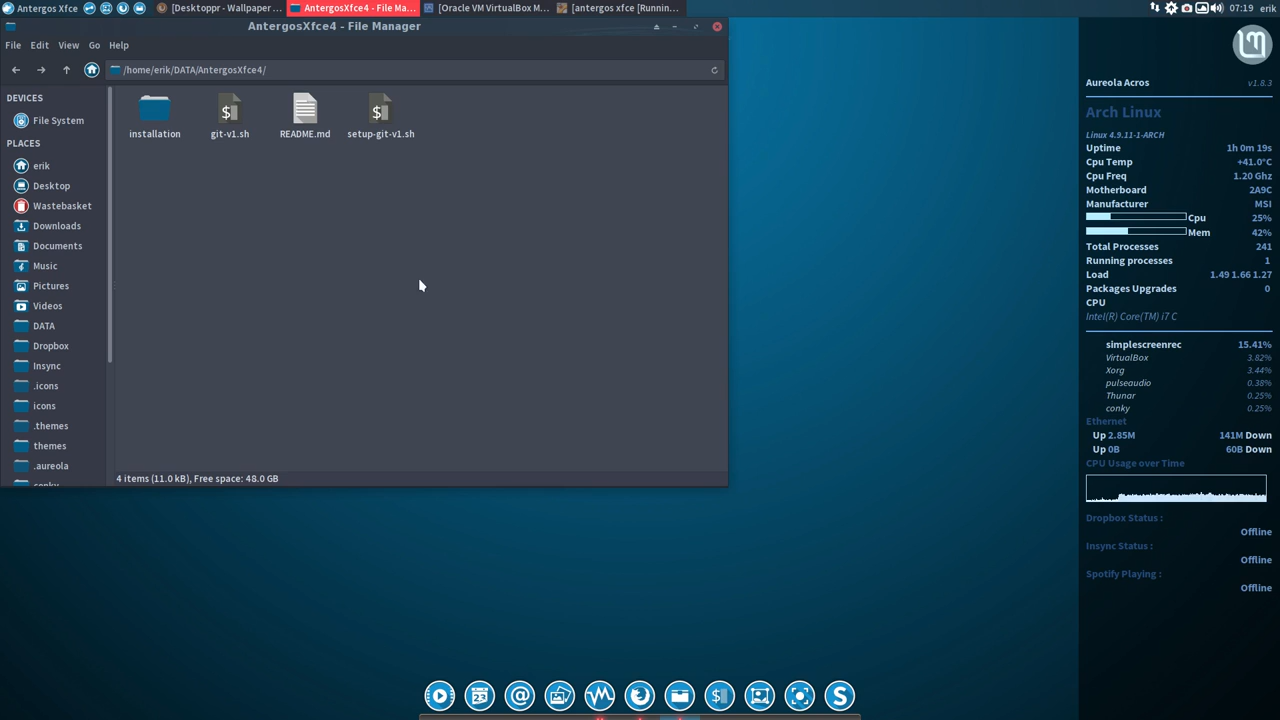 Antergos Xfce
[Desktoppr - Wallpaper ...
AntergosXfce4 - File Ma...
[Oracle VM VirtualBox M...
[antergos xfce [Runnin...
07:19
erik
AntergosXfce4 - File Manager
File Edit View Go Help
/home/erik/DATA/AntergosXfce4/
DEVICES
File System
PLACES
erik
Desktop
Wastebasket
Downloads
Documents
Music
Pictures
Videos
DATA
Dropbox
Insync
.icons
icons
.themes
themes
.aureola
conky
installation
git-v1.sh
README.md
setup-git-v1.sh
4 items (11.0 kB), Free space: 48.0 GB
Aureola Acros v1.8.3
Arch Linux
Linux 4.9.11-1-ARCH
Uptime 1h 0m 19s
Cpu Temp +41.0°C
Cpu Freq 1.20 Ghz
Motherboard 2A9C
Manufacturer MSI
Cpu 25%
Mem 42%
Total Processes 241
Running processes 1
Load 1.49 1.66 1.27
Packages Upgrades 0
CPU
Intel(R) Core(TM) i7 C
simplescreenrec 15.41%
VirtualBox 3.82%
Xorg 3.44%
pulseaudio 0.38%
Thunar 0.25%
conky 0.25%
Ethernet
Up 2.85M 141M Down
Up 0B 60B Down
CPU Usage over Time
Dropbox Status :
Offline
Insync Status :
Offline
Spotify Playing :
Offline
23
@
$
S